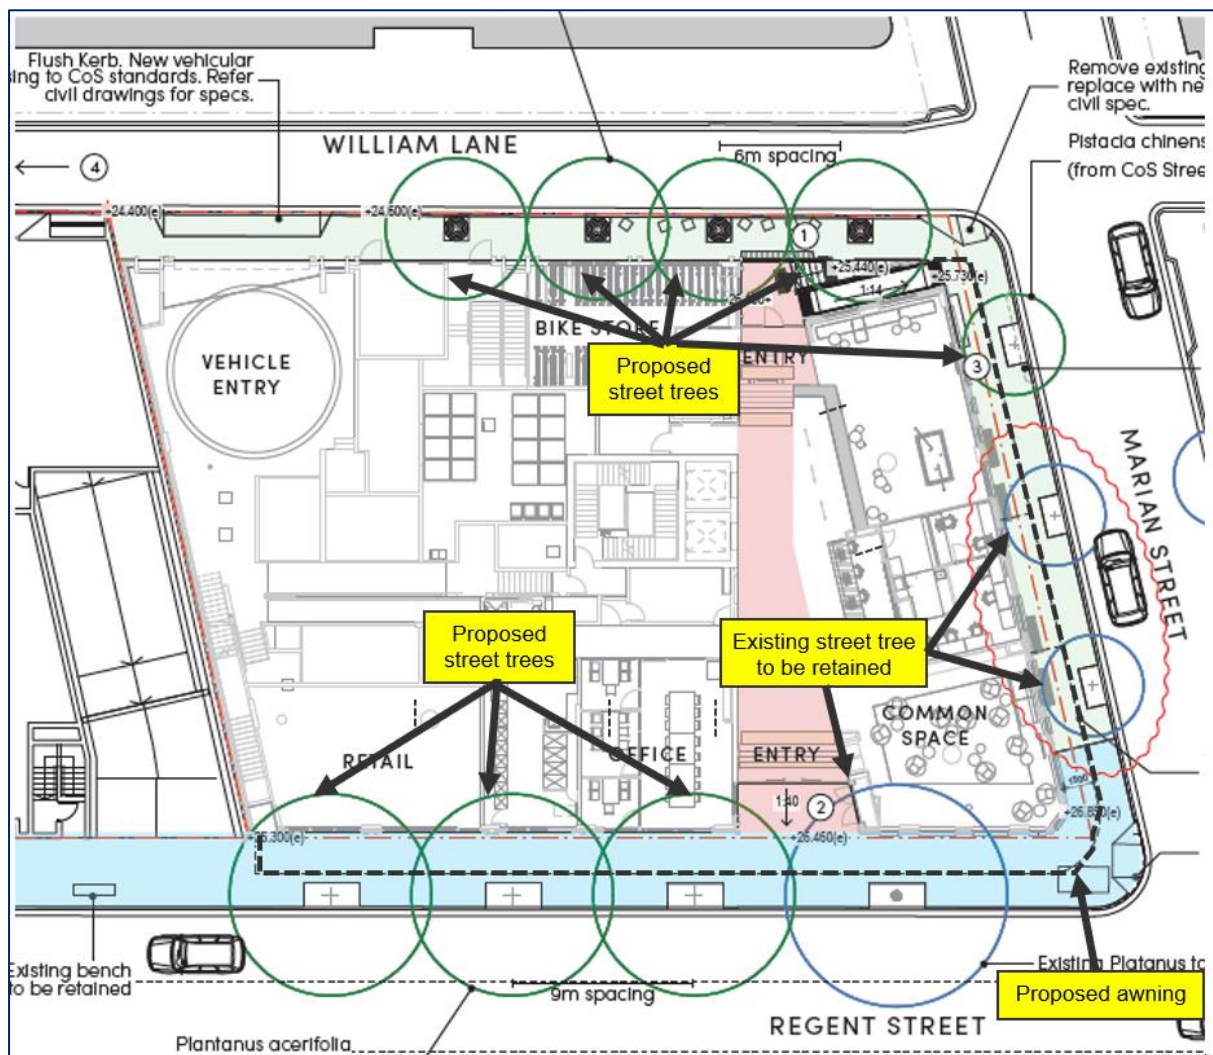 Flush Kerb. New vehicular
sing to CoS standards. Refer
civil drawings for specs.
Remove existing
replace with ne
civil spec.
Pistacia chinens
(from CoS Stree
WILLIAM LANE
6m spacing
4
+24.400(e)
+24.600(e)
1
+25.440(e)
+25.730(e)
1:14
BIKE STORE
VEHICLE
ENTRY
Proposed
street trees
ENTRY
3
MARIAN STREET
Proposed
street trees
Existing street tree
to be retained
COMMON
SPACE
RETAIL
OFFICE
ENTRY
1:40
2
1500
+26.300(e)
+26.460(e)
+26.850(e)
Existing bench
to be retained
Existing Platanus to
9m spacing
Proposed awning
REGENT STREET
Plantanus acerifolia